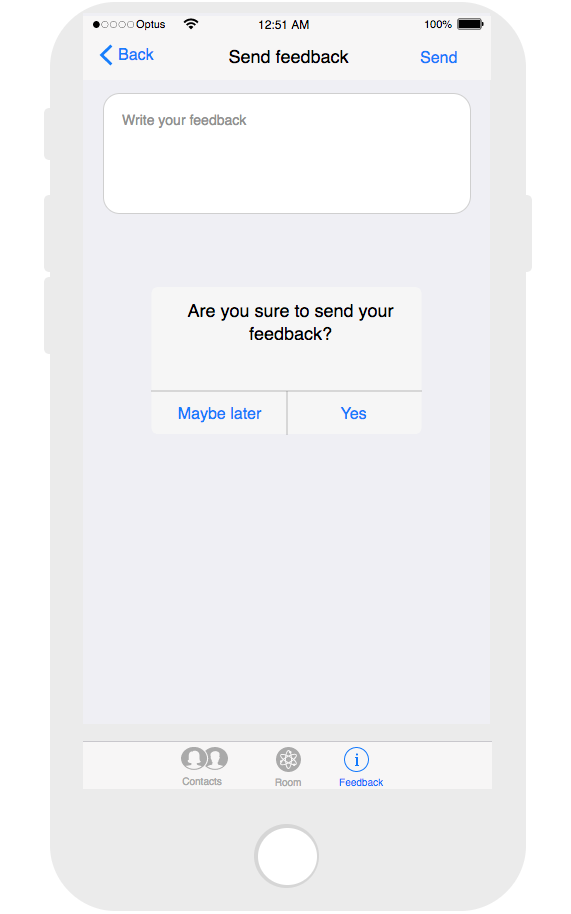 Optus 12:51 AM 100%
Back Send feedback Send
Write your feedback
Are you sure to send your
feedback?
Maybe later Yes
Contacts Room Feedback